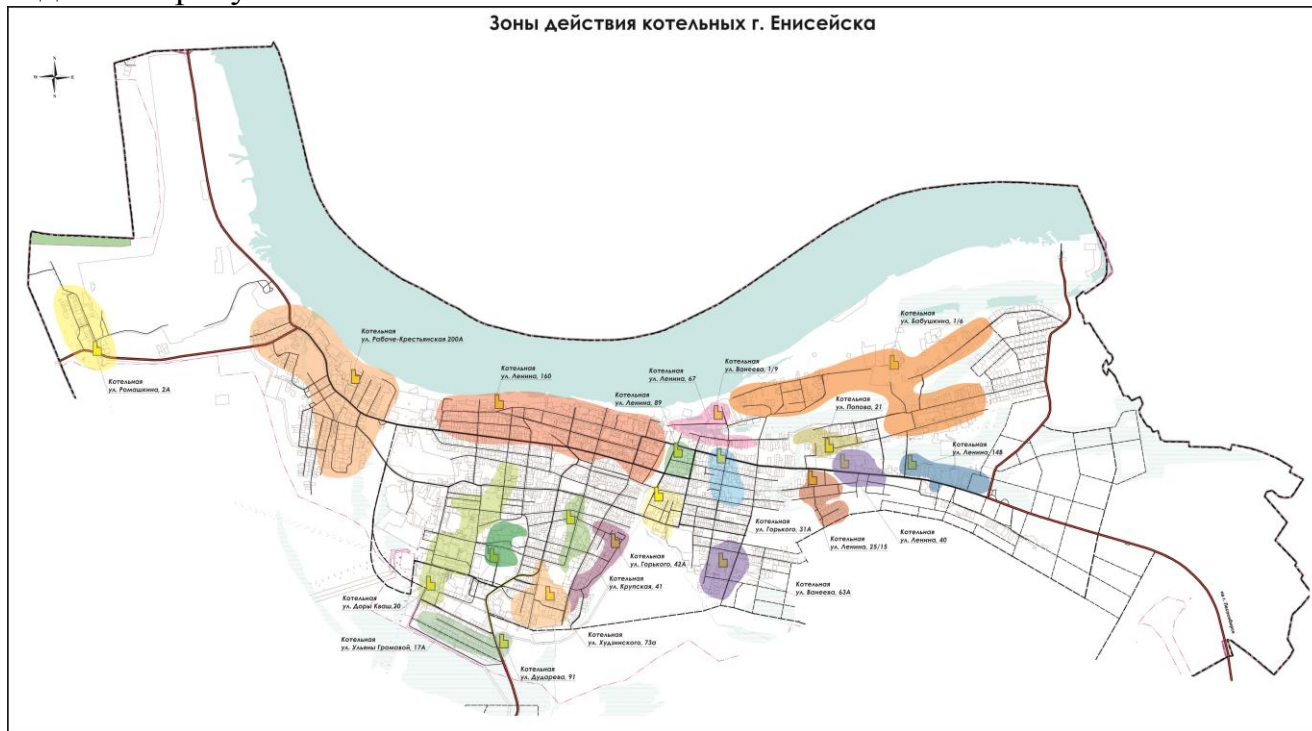 Зоны действия котельных г. Енисейска
N
W
E
S
Котельная
ул. Бабушкина, 1/6
Котельная
ул. Рабоче-Крестьянская 200А
Котельная
ул. Ленина, 160
Котельная
ул. Ленина, 67
Котельная
ул. Ванеева, 1/9
Котельная
ул. Ромашкина, 2А
Котельная
ул. Ленина, 89
Котельная
ул. Попова, 21
Котельная
ул. Ленина, 14В
Котельная
ул. Горького, 31А
Котельная
ул. Ленина, 25/15
Котельная
ул. Ленина, 40
Котельная
ул. Горького, 42А
Котельная
ул. Крупская, 41
Котельная
ул. Ванеева, 63А
Котельная
ул. Доры Кваш,20
Котельная
ул. Худзинского, 73а
Котельная
ул. Ульяны Громовой, 17А
Котельная
ул. Дударева, 91